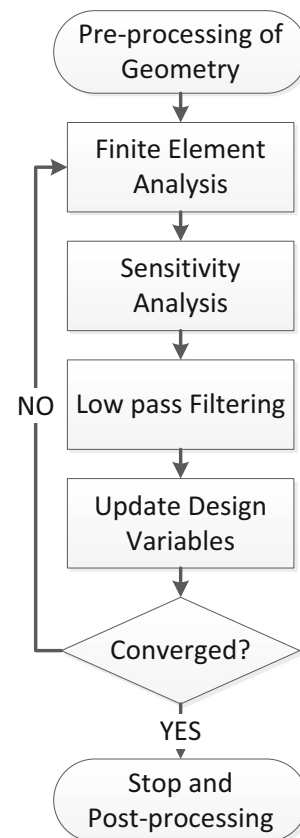 Pre-processing of
Geometry
Finite Element
Analysis
Sensitivity
Analysis
Low pass Filtering
NO
Update Design
Variables
Converged?
YES
Stop and
Post-processing